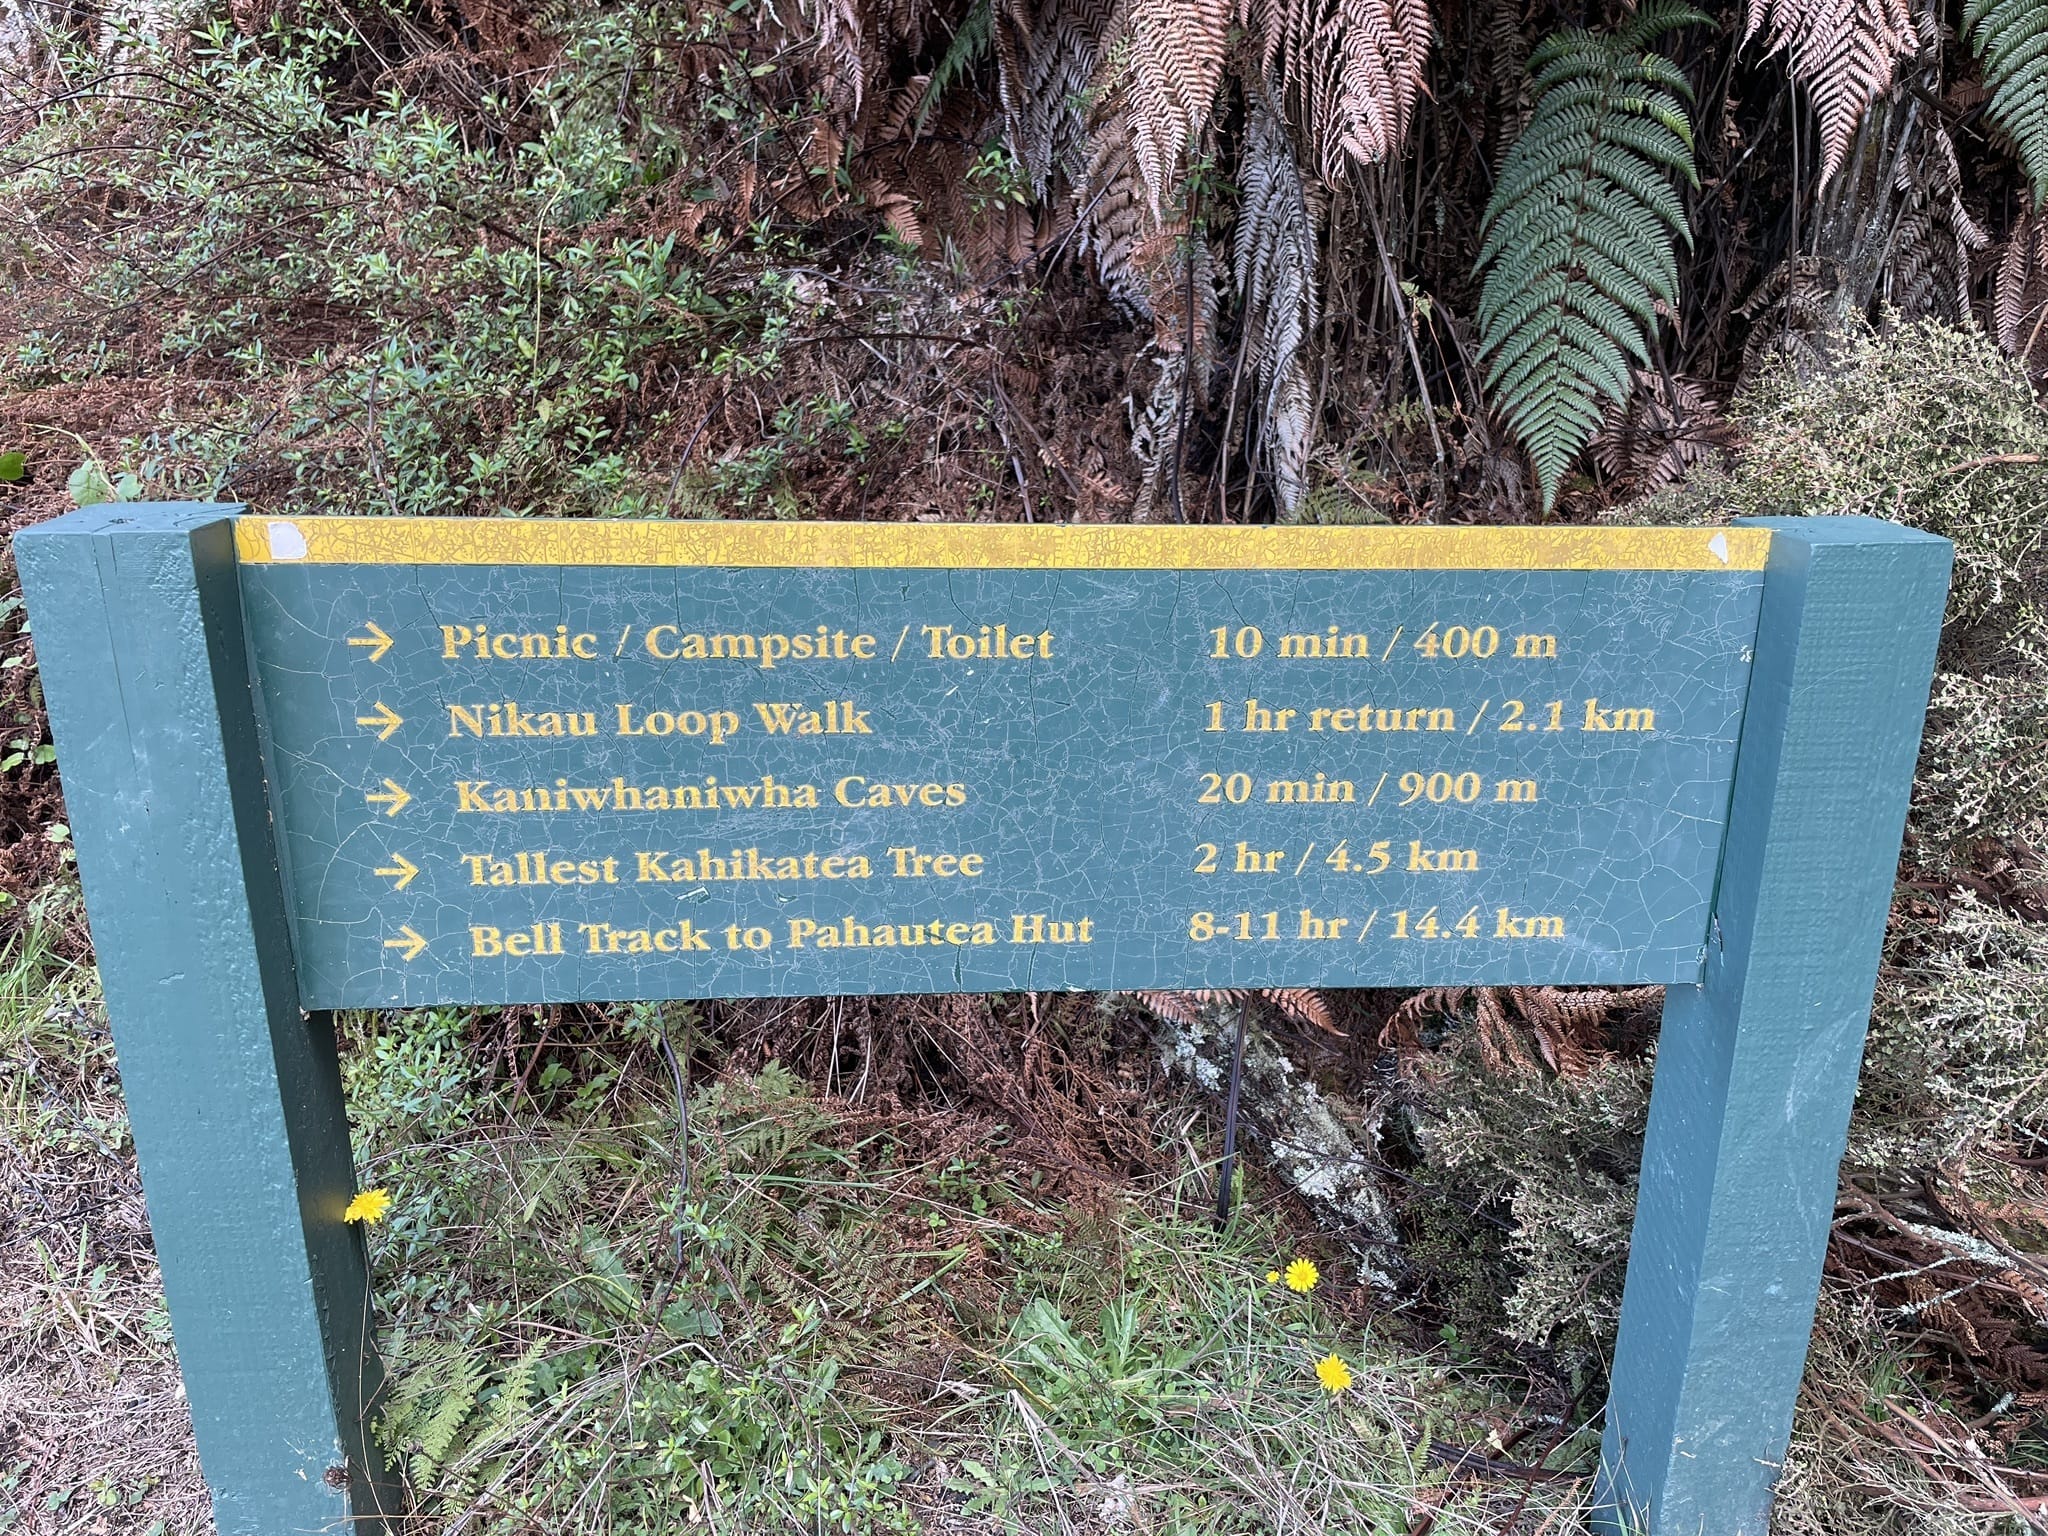 → Picnic / Campsite / Toilet 10 min / 400 m
→ Nikau Loop Walk 1 hr return / 2.1 km
→ Kaniwhaniwha Caves 20 min / 900 m
→ Tallest Kahikatea Tree 2 hr / 4.5 km
→ Bell Track to Pahautea Hut 8-11 hr / 14.4 km